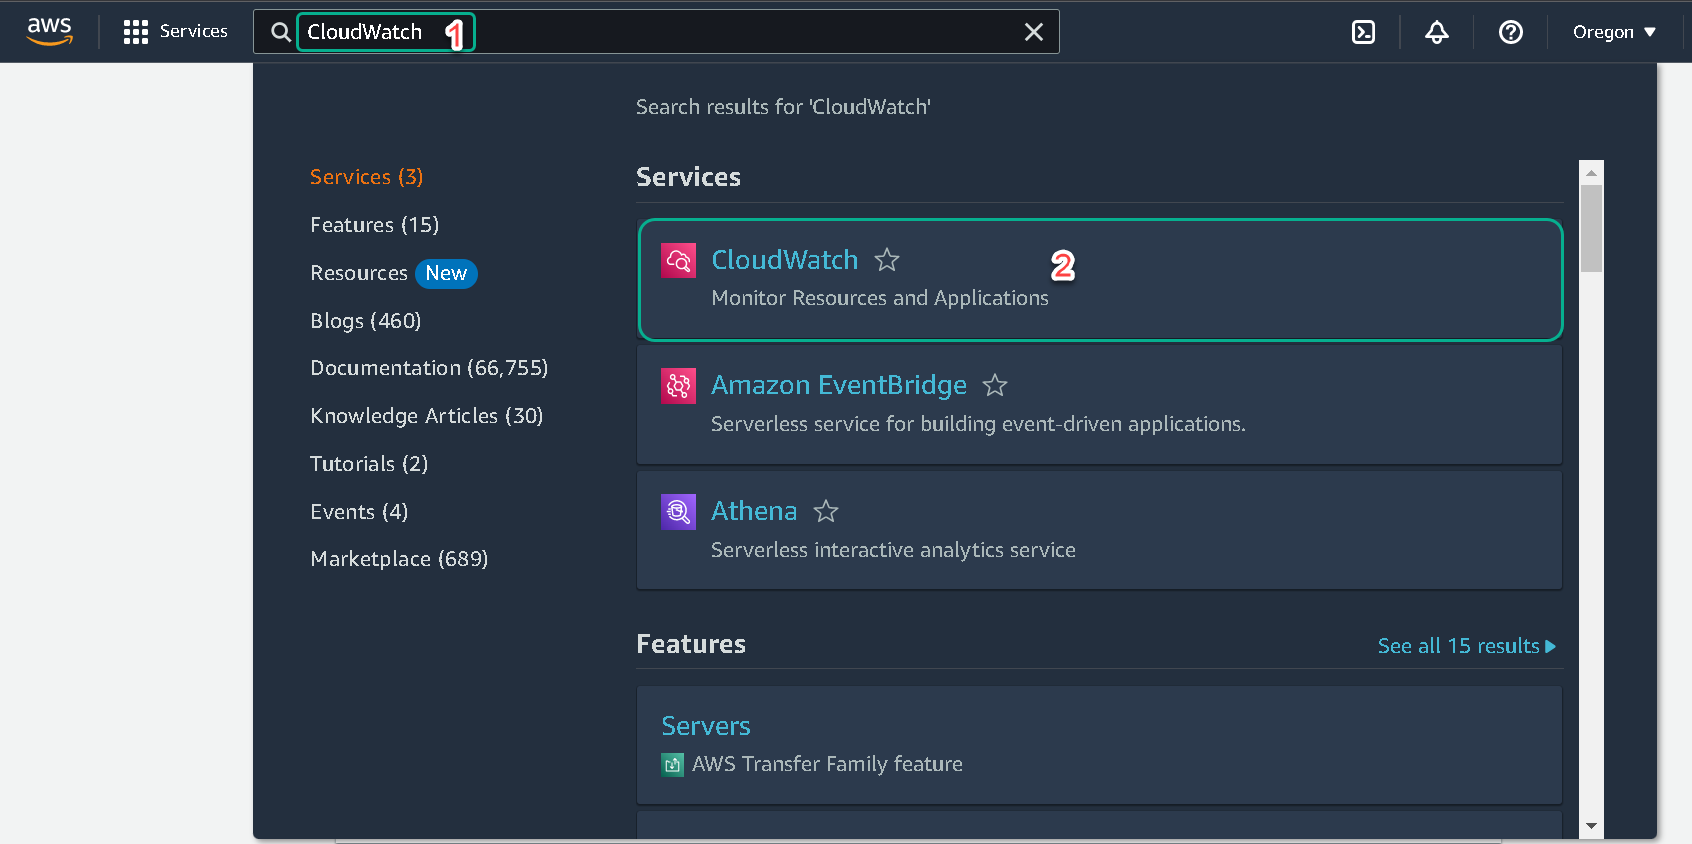 aws
Services
CloudWatch
1
Oregon
Search results for 'CloudWatch'
Services (3)
Features (15)
Resources New
Blogs (460)
Documentation (66,755)
Knowledge Articles (30)
Tutorials (2)
Events (4)
Marketplace (689)
Services
CloudWatch
2
Monitor Resources and Applications
Amazon EventBridge
Serverless service for building event-driven applications.
Athena
Serverless interactive analytics service
Features
See all 15 results
Servers
AWS Transfer Family feature